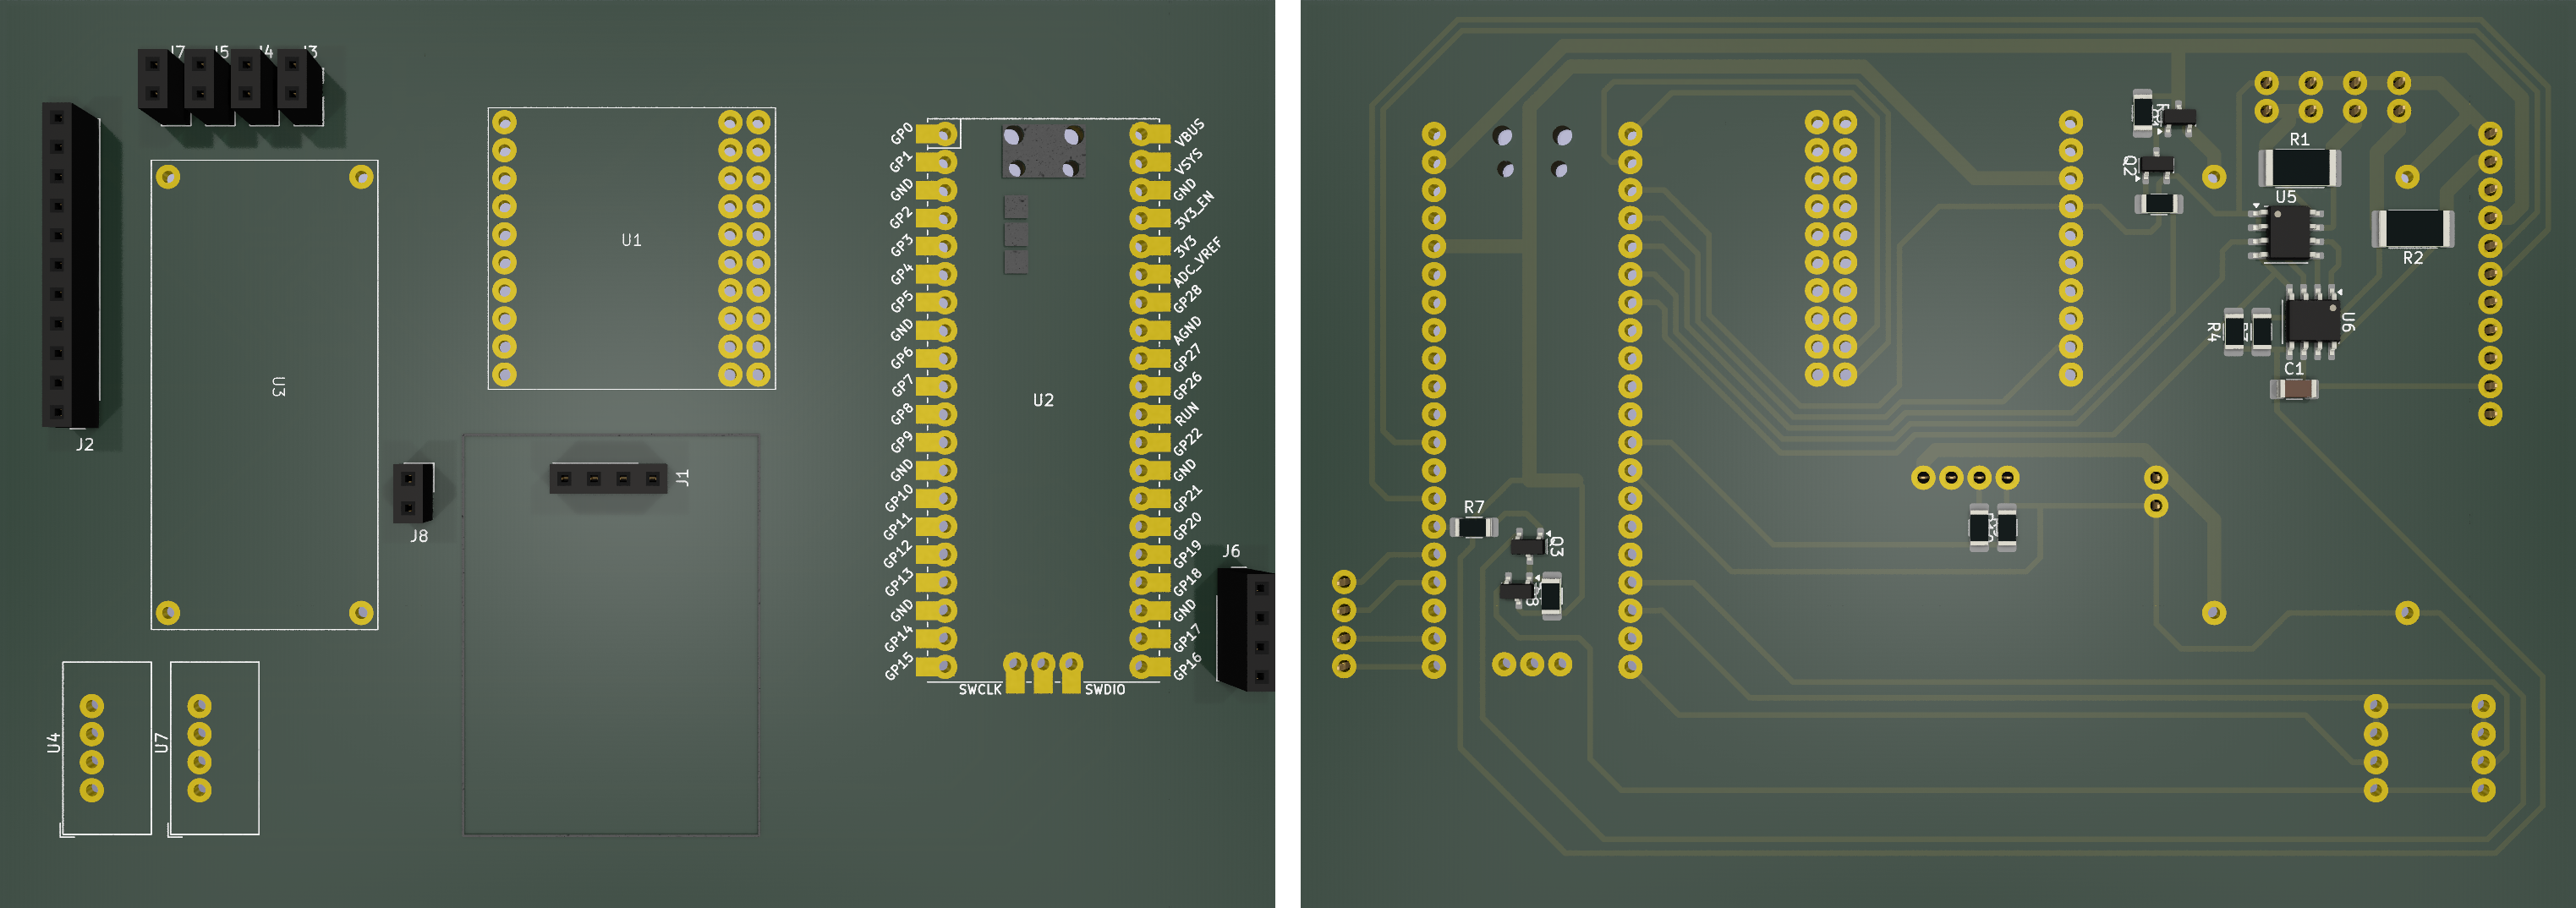 J7
J5
J4
J3
J2
U3
J8
U4
U7
U1
J1
GP0
GP1
GND
GP2
GP3
GP4
GP5
GND
GP6
GP7
GP8
GP9
GND
GP10
GP11
GP12
GP13
GND
GP14
GP15
U2
SWCLK
SWDIO
VBUS
VSYS
GND
3V3_EN
3V3
ADC_VREF
GP28
AGND
GP27
GP26
RUN
GP22
GND
GP21
GP20
GP19
GP18
GND
GP17
GP16
J6
Q2
R1
U5
R2
U6
R4
C1
R7
Q3